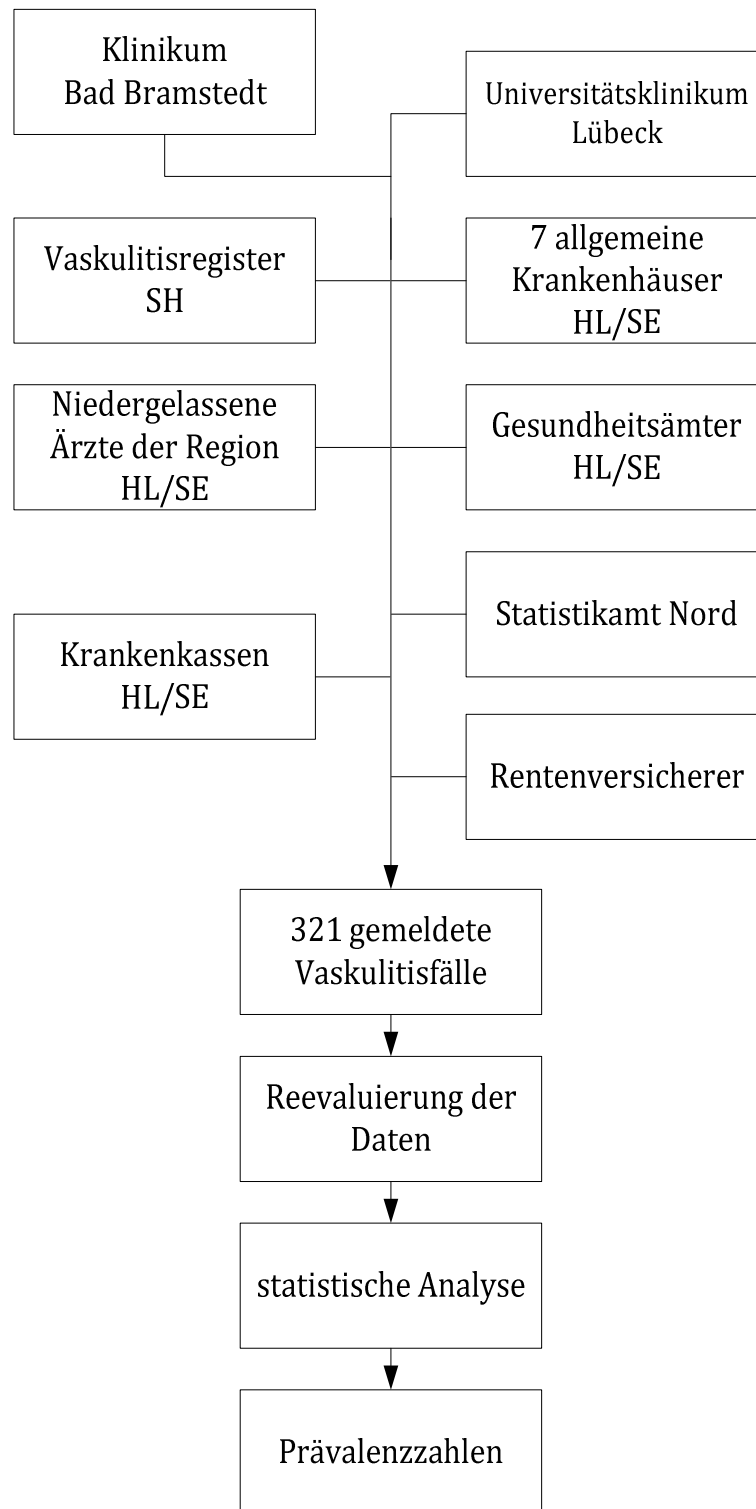 Klinikum
Bad Bramstedt
Universitätsklinikum
Lübeck
Vaskulitisregister
SH
7 allgemeine
Krankenhäuser
HL/SE
Niedergelassene
Ärzte der Region
HL/SE
Gesundheitsämter
HL/SE
Statistikamt Nord
Krankenkassen
HL/SE
Rentenversicherer
321 gemeldete
Vaskulitisfälle
Reevaluierung der
Daten
statistische Analyse
Prävalenzzahlen